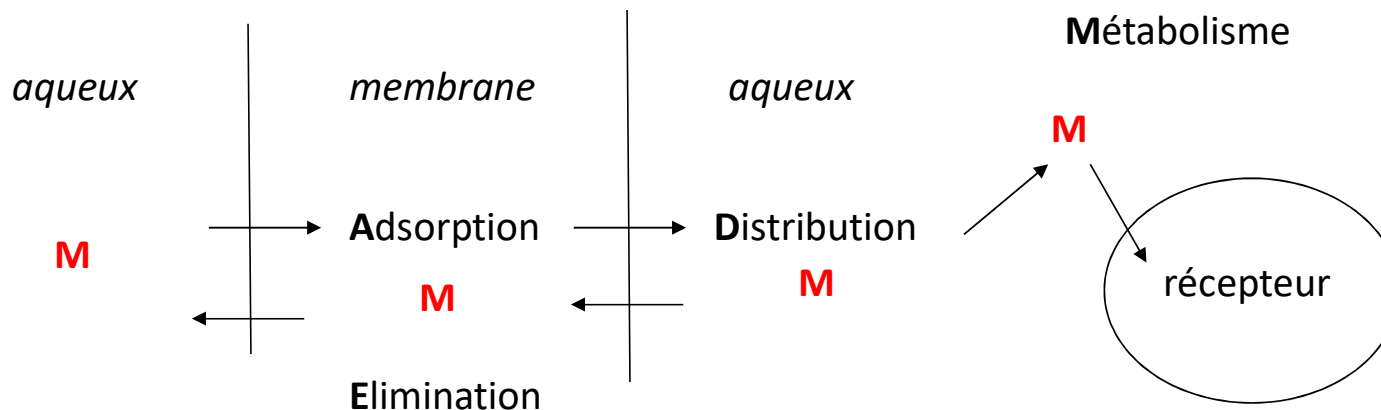 Métabolisme
aqueux membrane aqueux
M
Adsorption Distribution
M
M
M
récepteur
Elimination